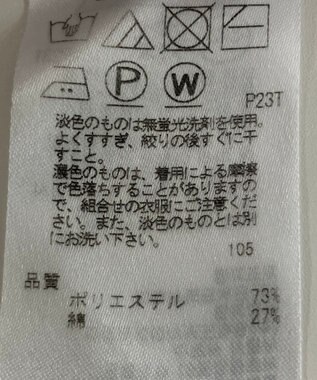 P
W
P23T
淡色のものは無蛍光洗剤を使用。
よくすすぎ、絞りの後すぐに干
すこと。
濃色のものは、着用による摩擦
で色落ちすることがありますの
で、組合せの衣服にご注意くだ
さい。また、淡色のものとは別
にお洗い下さい。
105
品質
ポリエステル 73%
綿 27%